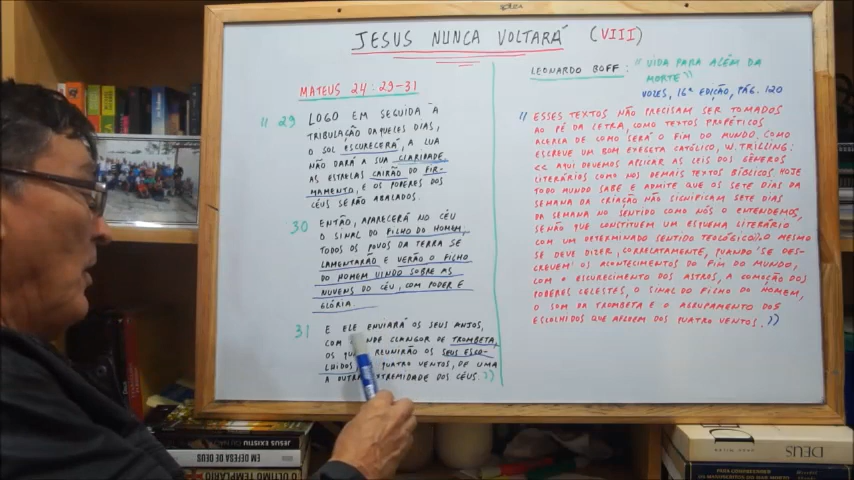 JESUS NUNCA VOLTARÁ (VIII)
MATEUS 24:29-31
" 29 LOGO EM SEGUIDA À
TRIBULAÇÃO DAQUELES DIAS,
O SOL ESCURECERÁ, A LUA
NÃO DARÁ A SUA CLARIDADE,
AS ESTRELAS CAIRÃO DO FIR-
MAMENTO, E OS PODERES DOS
CÉUS SERÃO ABALADOS.
30 ENTÃO, APARECERÁ NO CÉU
O SINAL DO FILHO DO HOMEM,
TODOS OS POVOS DA TERRA SE
LAMENTARÃO E VERÃO O FILHO
DO HOMEM VINDO SOBRE AS
NUVENS DO CÉU, COM PODER E
GLÓRIA.
31 E ELE ENVIARÁ OS SEUS ANJOS,
COM CLANGOR DE TROMBETA,
OS REUNIRÃO OS SEUS ESCO-
LHIDOS QUATRO VENTOS, DE UMA
A OUTRA EXTREMIDADE DOS CÉUS. "
LEONARDO BOFF: "VIDA PARA ALÉM DA
MORTE"
VOZES, 16ª EDIÇÃO, PÁG. 120
" ESSES TEXTOS NÃO PRECISAM SER TOMADOS
AO PÉ DA LETRA, COMO TEXTOS PROFÉTICOS
ACERCA DE COMO SERÁ O FIM DO MUNDO. COMO
ESCREVE UM BOM EXEGETA CATÓLICO, W. TRILLING:
<< AQUI DEVEMOS APLICAR AS LEIS DOS GÊNEROS
LITERÁRIOS COMO NOS DEMAIS TEXTOS BÍBLICOS. HOJE
TODO MUNDO SABE E ADMITE QUE OS SETE DIAS DA
SEMANA DA CRIAÇÃO NÃO SIGNIFICAM SETE DIAS
DA SEMANA NO SENTIDO COMO NÓS O ENTENDEMOS,
SENÃO QUE CONSTITUEM UM ESQUEMA LITERÁRIO
COM UM DETERMINADO SENTIDO TEOLÓGICO>>. O MESMO
SE DEVE DIZER, CORRETAMENTE, QUANDO SE DES-
CREVEM OS ACONTECIMENTOS DO FIM DO MUNDO,
COM O ESCURECIMENTO DOS ASTROS, A COMOÇÃO DOS
PODERES CELESTES, O SINAL DO FILHO DO HOMEM,
O SOM DA TROMBETA E O AGRUPAMENTO DOS
ESCOLHIDOS QUE AFLUEM DOS QUATRO VENTOS. "
JESUS EXISTIU
EM DEFESA DE DEUS
O ÚLTIMO TEMPLÁRIO
DEUS